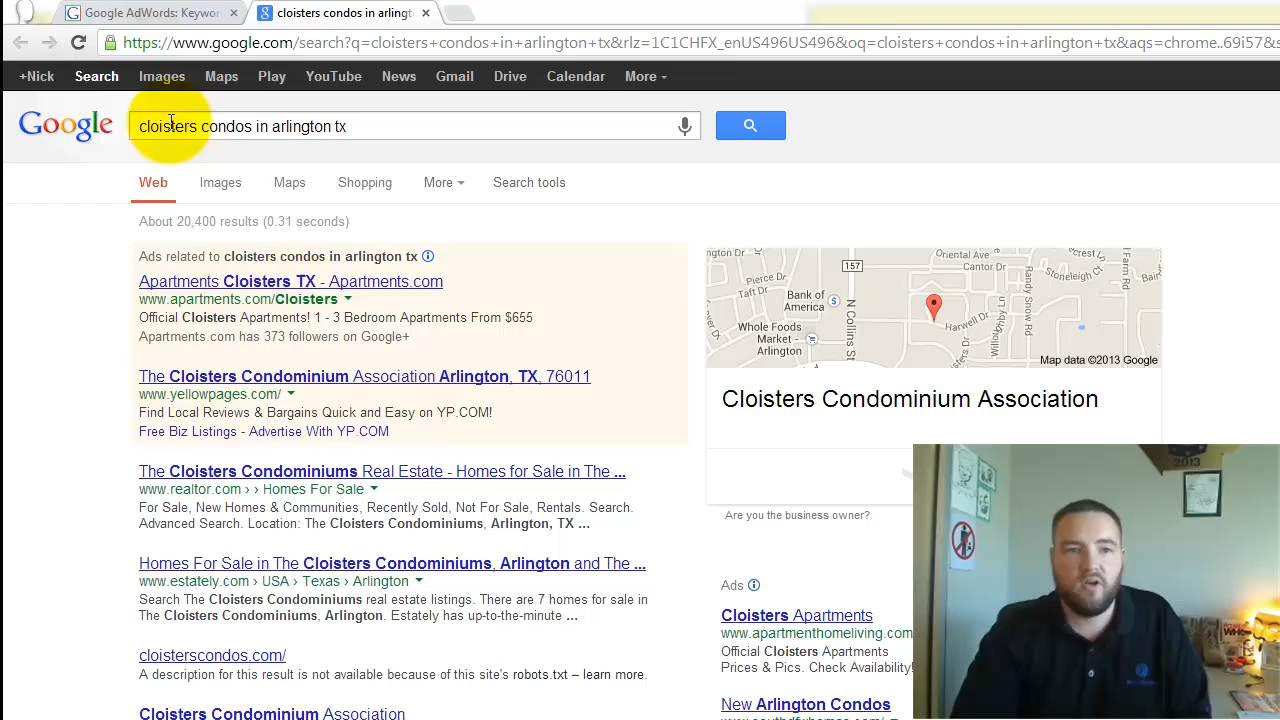 Google AdWords: Keywor
cloisters condos in arlingt
https://www.google.com/search?q=cloisters+condos+in+arlington+tx&rlz=1C1CHFX_enUS496US496&oq=cloisters+condos+in+arlington+tx&aqs=chrome..69i57&s
+Nick Search Images Maps Play YouTube News Gmail Drive Calendar More
Google cloisters condos in arlington tx
Web Images Maps Shopping More Search tools
About 20,400 results (0.31 seconds)
Ads related to cloisters condos in arlington tx
Apartments Cloisters TX - Apartments.com
www.apartments.com/Cloisters
Official Cloisters Apartments! 1 - 3 Bedroom Apartments From $655
Apartments.com has 373 followers on Google+
The Cloisters Condominium Association Arlington, TX, 76011
www.yellowpages.com/
Find Local Reviews & Bargains Quick and Easy on YP.COM!
Free Biz Listings - Advertise With YP.COM
The Cloisters Condominiums Real Estate - Homes for Sale in The ...
www.realtor.com › › Homes For Sale
For Sale, New Homes & Communities, Recently Sold, Not For Sale, Rentals. Search.
Advanced Search. Location: The Cloisters Condominiums, Arlington, TX ...
Homes For Sale in The Cloisters Condominiums, Arlington and The ...
www.estately.com › USA › Texas › Arlington
Search The Cloisters Condominiums real estate listings. There are 7 homes for sale in
The Cloisters Condominiums, Arlington. Estately has up-to-the-minute ...
cloisterscondos.com/
A description for this result is not available because of this site's robots.txt – learn more.
Cloisters Condominium Association
ngton Dr
157
Oriental Ave
Cantor Dr
Pierce Dr
Taft Dr
Bank of
America
Stoneleigh Ct
Farm Rd
Bain
N Collins St
Randy Snow Rd
Harwell Dr
Whole Foods
Market -
Arlington
Map data ©2013 Google
Cloisters Condominium Association
Are you the business owner?
Ads
Cloisters Apartments
www.apartmenthomeliving.com
Official Cloisters Apartments
Prices & Pics. Check Availability!
New Arlington Condos
2013